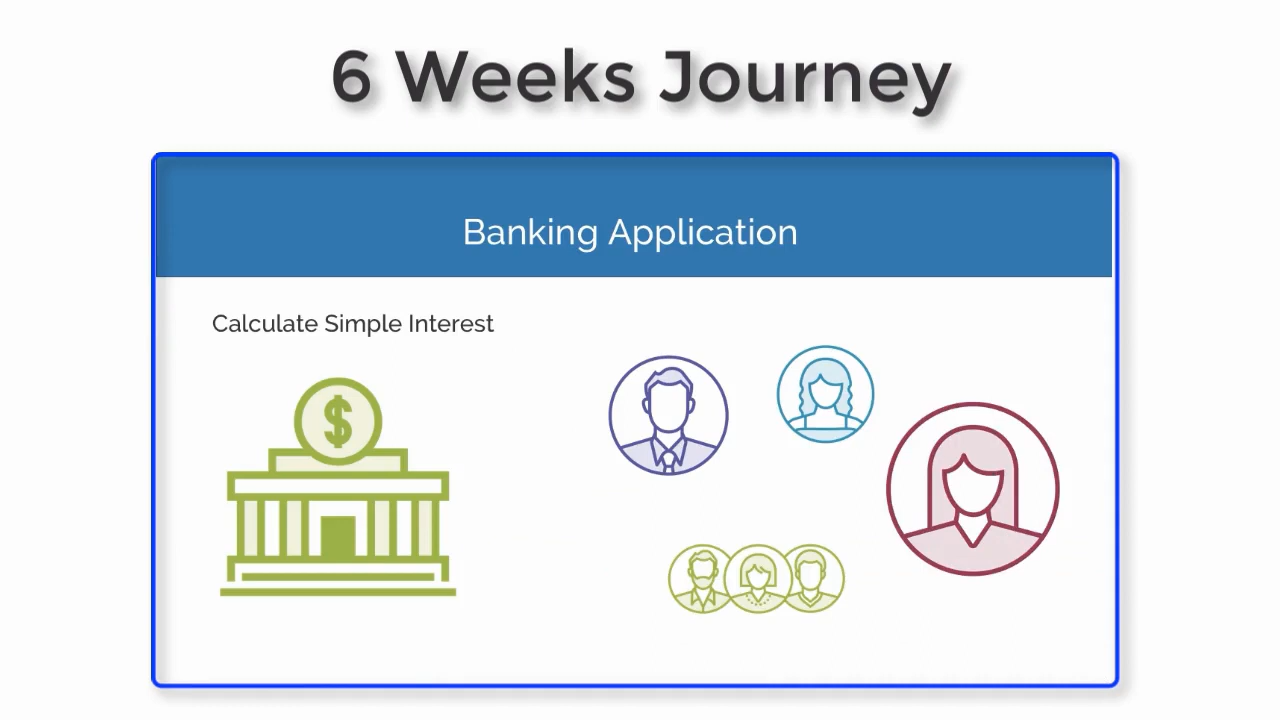 6 Weeks Journey
Banking Application
Calculate Simple Interest
$